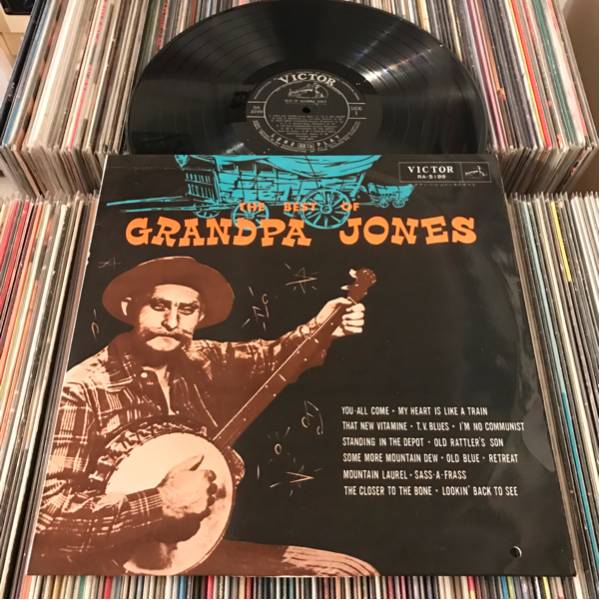 VICTOR
LONG PLAY
VICTOR
RA-5199
THE BEST OF
GRANDPA JONES
YOU-ALL COME • MY HEART IS LIKE A TRAIN
THAT NEW VITAMINE • T.V. BLUES • I'M NO COMMUNIST
STANDING IN THE DEPOT • OLD RATTLER'S SON
SOME MORE MOUNTAIN DEW • OLD BLUE • RETREAT
MOUNTAIN LAUREL • SASS-A-FRASS
THE CLOSER TO THE BONE • LOOKIN' BACK TO SEE